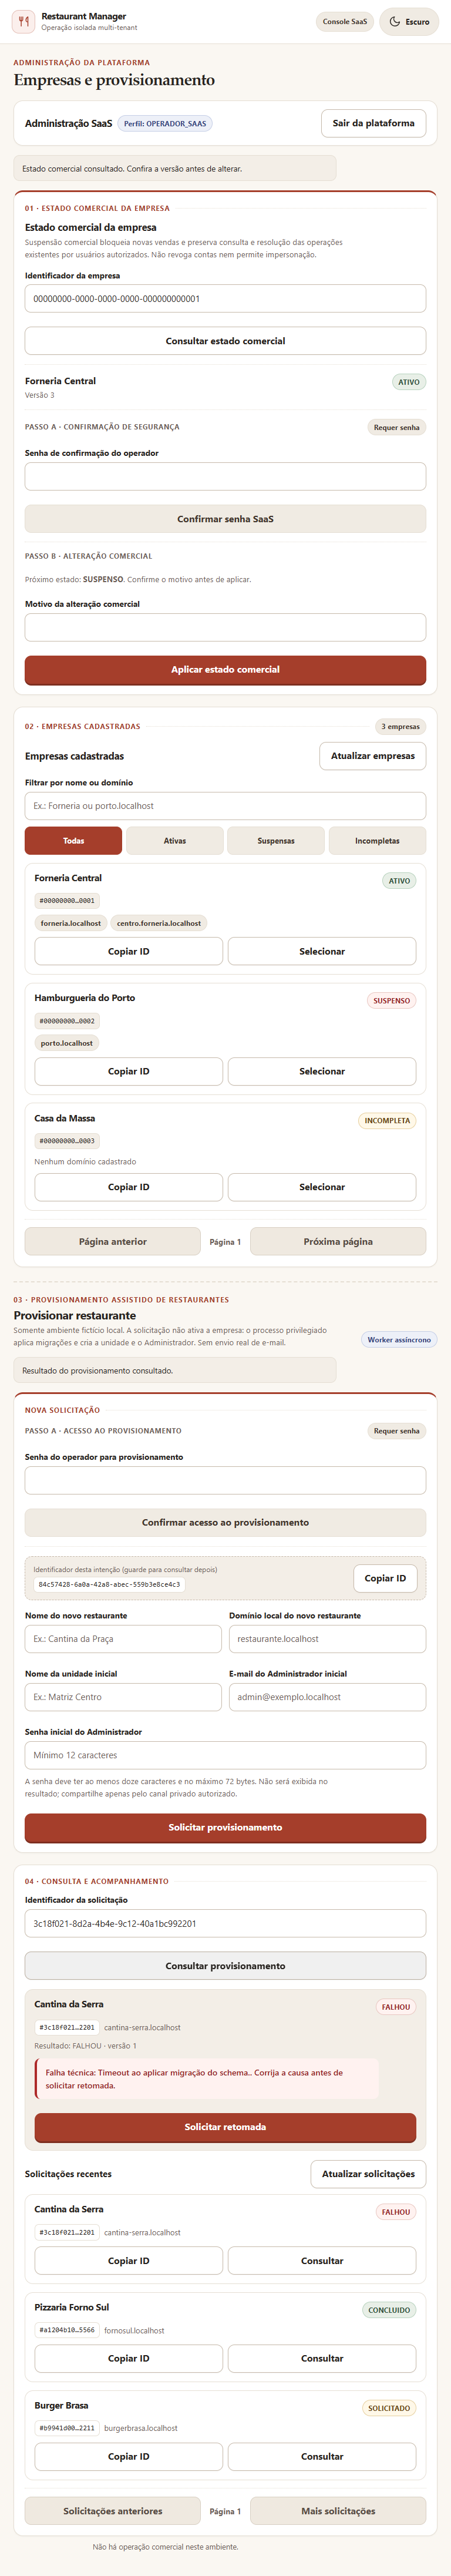 Restaurant Manager
Operação isolada multi-tenant
Console SaaS
Escuro
ADMINISTRAÇÃO DA PLATAFORMA
Empresas e provisionamento
Administração SaaS
Perfil: OPERADOR_SAAS
Sair da plataforma
Estado comercial consultado. Confira a versão antes de alterar.
01 · ESTADO COMERCIAL DA EMPRESA
Estado comercial da empresa
Suspensão comercial bloqueia novas vendas e preserva consulta e resolução das operações
existentes por usuários autorizados. Não revoga contas nem permite impersonação.
Identificador da empresa
00000000-0000-0000-0000-000000000001
Consultar estado comercial
Forneria Central
ATIVO
Versão 3
PASSO A · CONFIRMAÇÃO DE SEGURANÇA
Requer senha
Senha de confirmação do operador
Confirmar senha SaaS
PASSO B · ALTERAÇÃO COMERCIAL
Próximo estado: SUSPENSO. Confirme o motivo antes de aplicar.
Motivo da alteração comercial
Aplicar estado comercial
02 · EMPRESAS CADASTRADAS
3 empresas
Empresas cadastradas
Atualizar empresas
Filtrar por nome ou domínio
Ex.: Forneria ou porto.localhost
Todas
Ativas
Suspensas
Incompletas
Forneria Central
ATIVO
#00000000…0001
forneria.localhost
centro.forneria.localhost
Copiar ID
Selecionar
Hamburgueria do Porto
SUSPENSO
#00000000…0002
porto.localhost
Copiar ID
Selecionar
Casa da Massa
INCOMPLETA
#00000000…0003
Nenhum domínio cadastrado
Copiar ID
Selecionar
Página anterior
Página 1
Próxima página
03 · PROVISIONAMENTO ASSISTIDO DE RESTAURANTES
Provisionar restaurante
Somente ambiente fictício local. A solicitação não ativa a empresa: o processo privilegiado
aplica migrações e cria a unidade e o Administrador. Sem envio real de e-mail.
Worker assíncrono
Resultado do provisionamento consultado.
NOVA SOLICITAÇÃO
PASSO A · ACESSO AO PROVISIONAMENTO
Requer senha
Senha do operador para provisionamento
Confirmar acesso ao provisionamento
Identificador desta intenção (guarde para consultar depois)
84c57428-6a0a-42a8-abec-559b3e8ce4c3
Copiar ID
Nome do novo restaurante
Domínio local do novo restaurante
Ex.: Cantina da Praça
restaurante.localhost
Nome da unidade inicial
E-mail do Administrador inicial
Ex.: Matriz Centro
admin@exemplo.localhost
Senha inicial do Administrador
Mínimo 12 caracteres
A senha deve ter ao menos doze caracteres e no máximo 72 bytes. Não será exibida no
resultado; compartilhe apenas pelo canal privado autorizado.
Solicitar provisionamento
04 · CONSULTA E ACOMPANHAMENTO
Identificador da solicitação
3c18f021-8d2a-4b4e-9c12-40a1bc992201
Consultar provisionamento
Cantina da Serra
FALHOU
#3c18f021…2201
cantina-serra.localhost
Resultado: FALHOU · versão 1
Falha técnica: Timeout ao aplicar migração do schema.. Corrija a causa antes de
solicitar retomada.
Solicitar retomada
Solicitações recentes
Atualizar solicitações
Cantina da Serra
FALHOU
#3c18f021…2201
cantina-serra.localhost
Copiar ID
Consultar
Pizzaria Forno Sul
CONCLUIDO
#a1204b10…5566
fornosul.localhost
Copiar ID
Consultar
Burger Brasa
SOLICITADO
#b9941d00…2211
burgerbrasa.localhost
Copiar ID
Consultar
Solicitações anteriores
Página 1
Mais solicitações
Não há operação comercial neste ambiente.